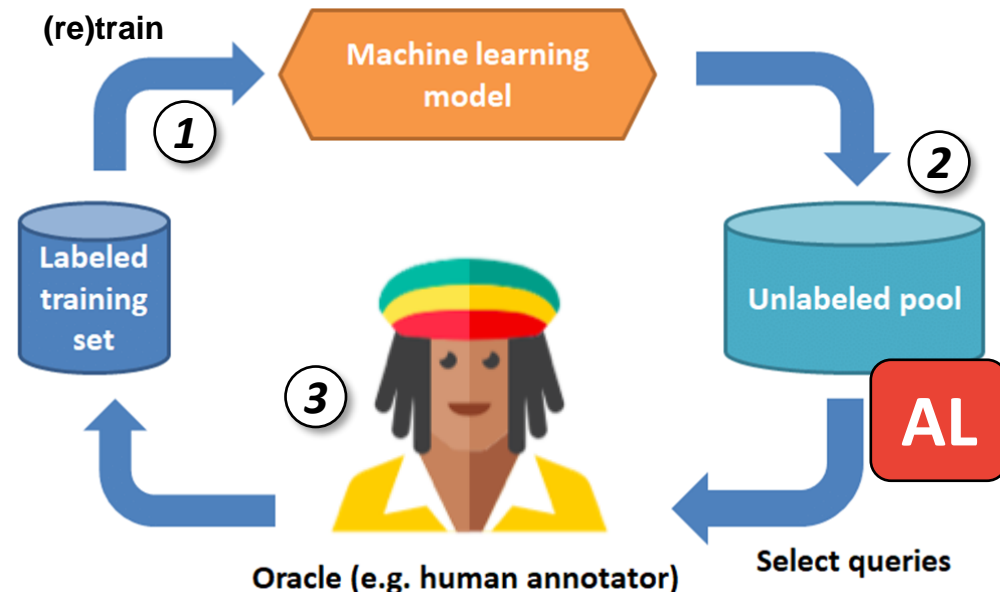 (re)train
Machine learning
model
1
2
Labeled
training
set
Unlabeled pool
3
AL
Select queries
Oracle (e.g. human annotator)